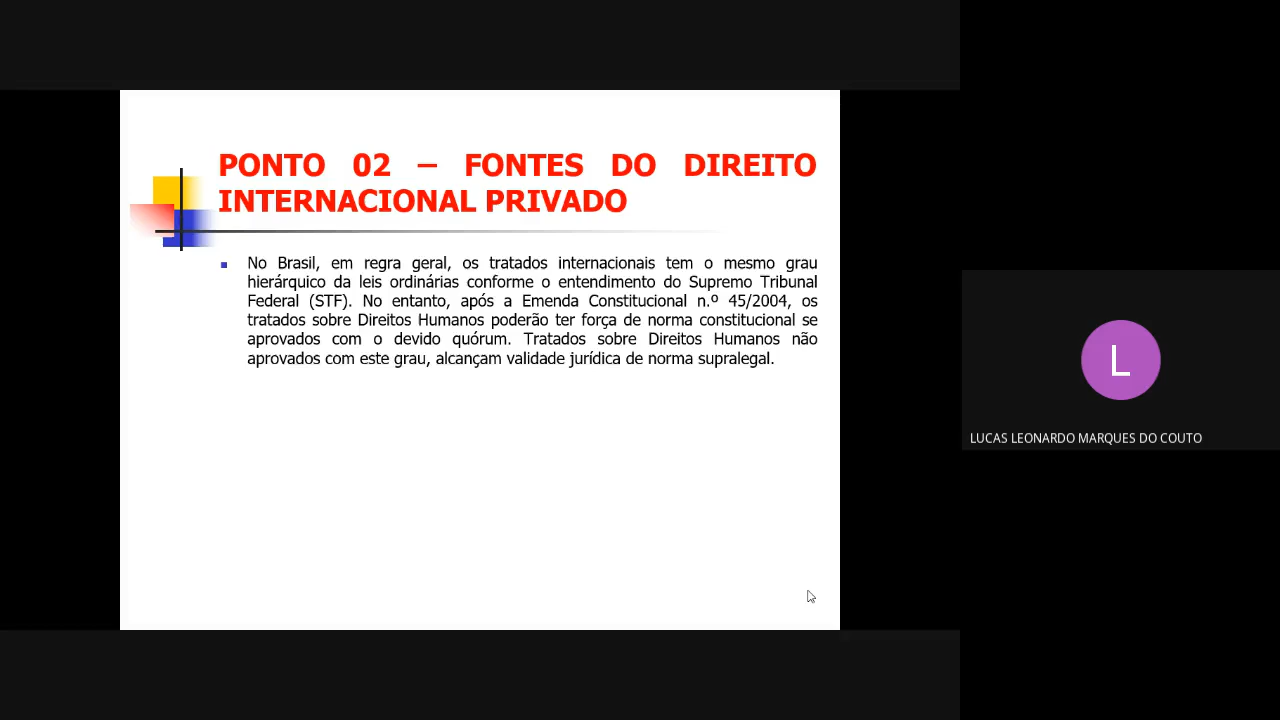 PONTO 02 – FONTES DO DIREITO
INTERNACIONAL PRIVADO
No Brasil, em regra geral, os tratados internacionais tem o mesmo grau
hierárquico da leis ordinárias conforme o entendimento do Supremo Tribunal
Federal (STF). No entanto, após a Emenda Constitucional n.º 45/2004, os
tratados sobre Direitos Humanos poderão ter força de norma constitucional se
aprovados com o devido quórum. Tratados sobre Direitos Humanos não
aprovados com este grau, alcançam validade jurídica de norma supralegal.
L
LUCAS LEONARDO MARQUES DO COUTO